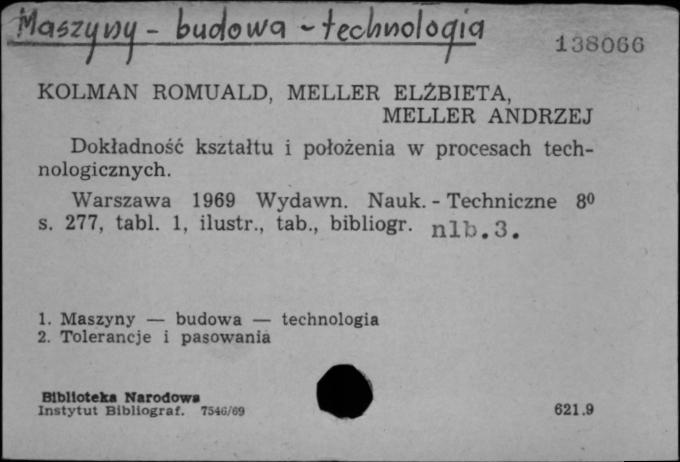 Maszyny - budowa - technologia
138066
KOLMAN ROMUALD, MELLER ELŻBIETA,
MELLER ANDRZEJ
Dokładność kształtu i położenia w procesach tech-
nologicznych.
Warszawa 1969 Wydawn. Nauk. - Techniczne 8⁰
s. 277, tabl. 1, ilustr., tab., bibliogr. nlb.3.
1. Maszyny — budowa — technologia
2. Tolerancje i pasowania
Biblioteka Narodowa
Instytut Bibliograf. 7546/69
621.9